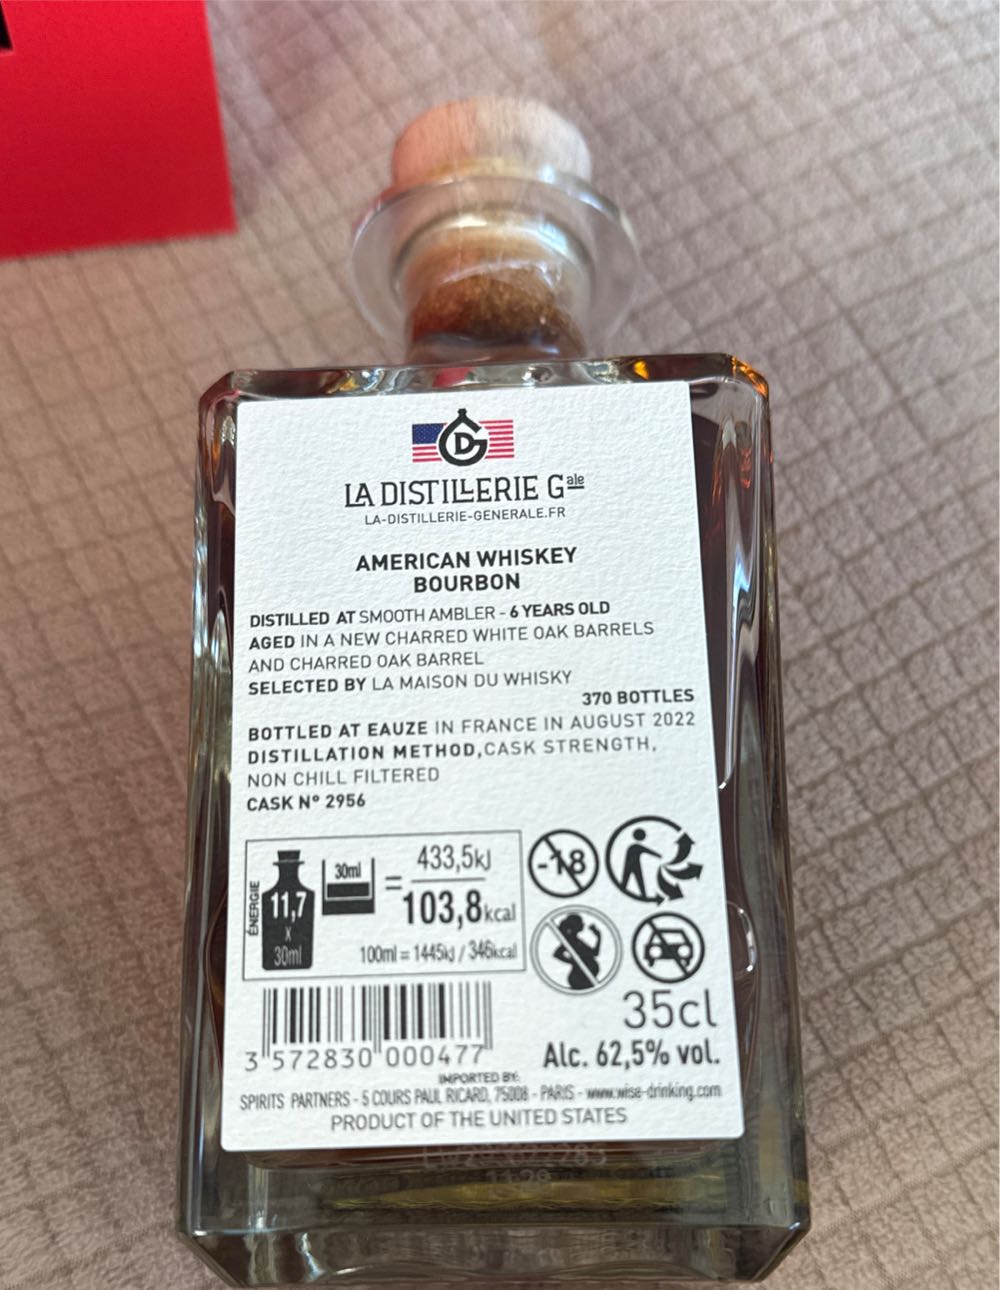 DG
LA DISTILLERIE Gale
LA-DISTILLERIE-GENERALE.FR
AMERICAN WHISKEY
BOURBON
DISTILLED AT SMOOTH AMBLER - 6 YEARS OLD
AGED IN A NEW CHARRED WHITE OAK BARRELS
AND CHARRED OAK BARREL
SELECTED BY LA MAISON DU WHISKY
370 BOTTLES
BOTTLED AT EAUZE IN FRANCE IN AUGUST 2022
DISTILLATION METHOD, CASK STRENGTH,
NON CHILL FILTERED
CASK N° 2956
ÉNERGIE
11,7
x
30ml
30ml
=
433,5kJ
103,8kcal
100ml = 1445kj / 346kcal
-18
35cl
Alc. 62,5% vol.
3 572830 000477
IMPORTED BY:
SPIRITS PARTNERS - 5 COURS PAUL RICARD, 75008 - PARIS - www.wise-drinking.com
PRODUCT OF THE UNITED STATES